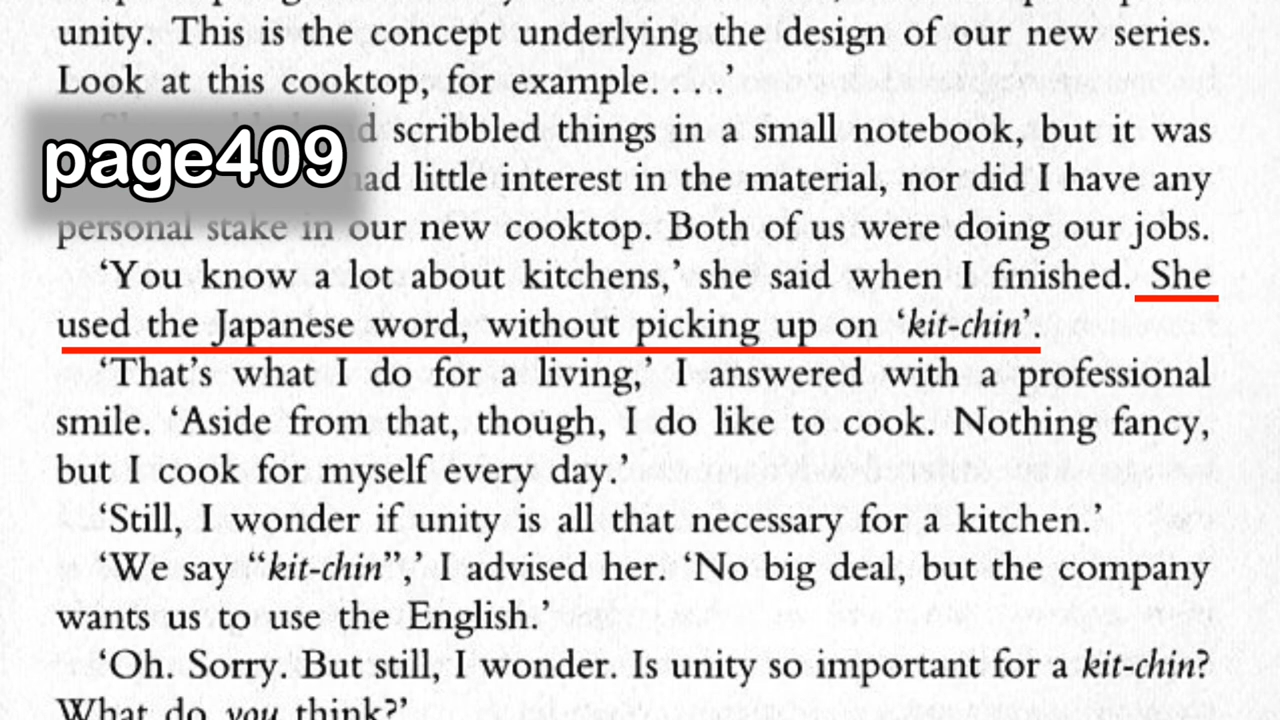 unity. This is the concept underlying the design of our new series.
Look at this cooktop, for example. . . .’
scribbled things in a small notebook, but it was
page409
had little interest in the material, nor did I have any
personal stake in our new cooktop. Both of us were doing our jobs.
‘You know a lot about kitchens,’ she said when I finished. She
used the Japanese word, without picking up on ‘kit-chin’.
‘That’s what I do for a living,’ I answered with a professional
smile. ‘Aside from that, though, I do like to cook. Nothing fancy,
but I cook for myself every day.’
‘Still, I wonder if unity is all that necessary for a kitchen.’
‘We say “kit-chin”,’ I advised her. ‘No big deal, but the company
wants us to use the English.’
‘Oh. Sorry. But still, I wonder. Is unity so important for a kit-chin?
What do you think?’